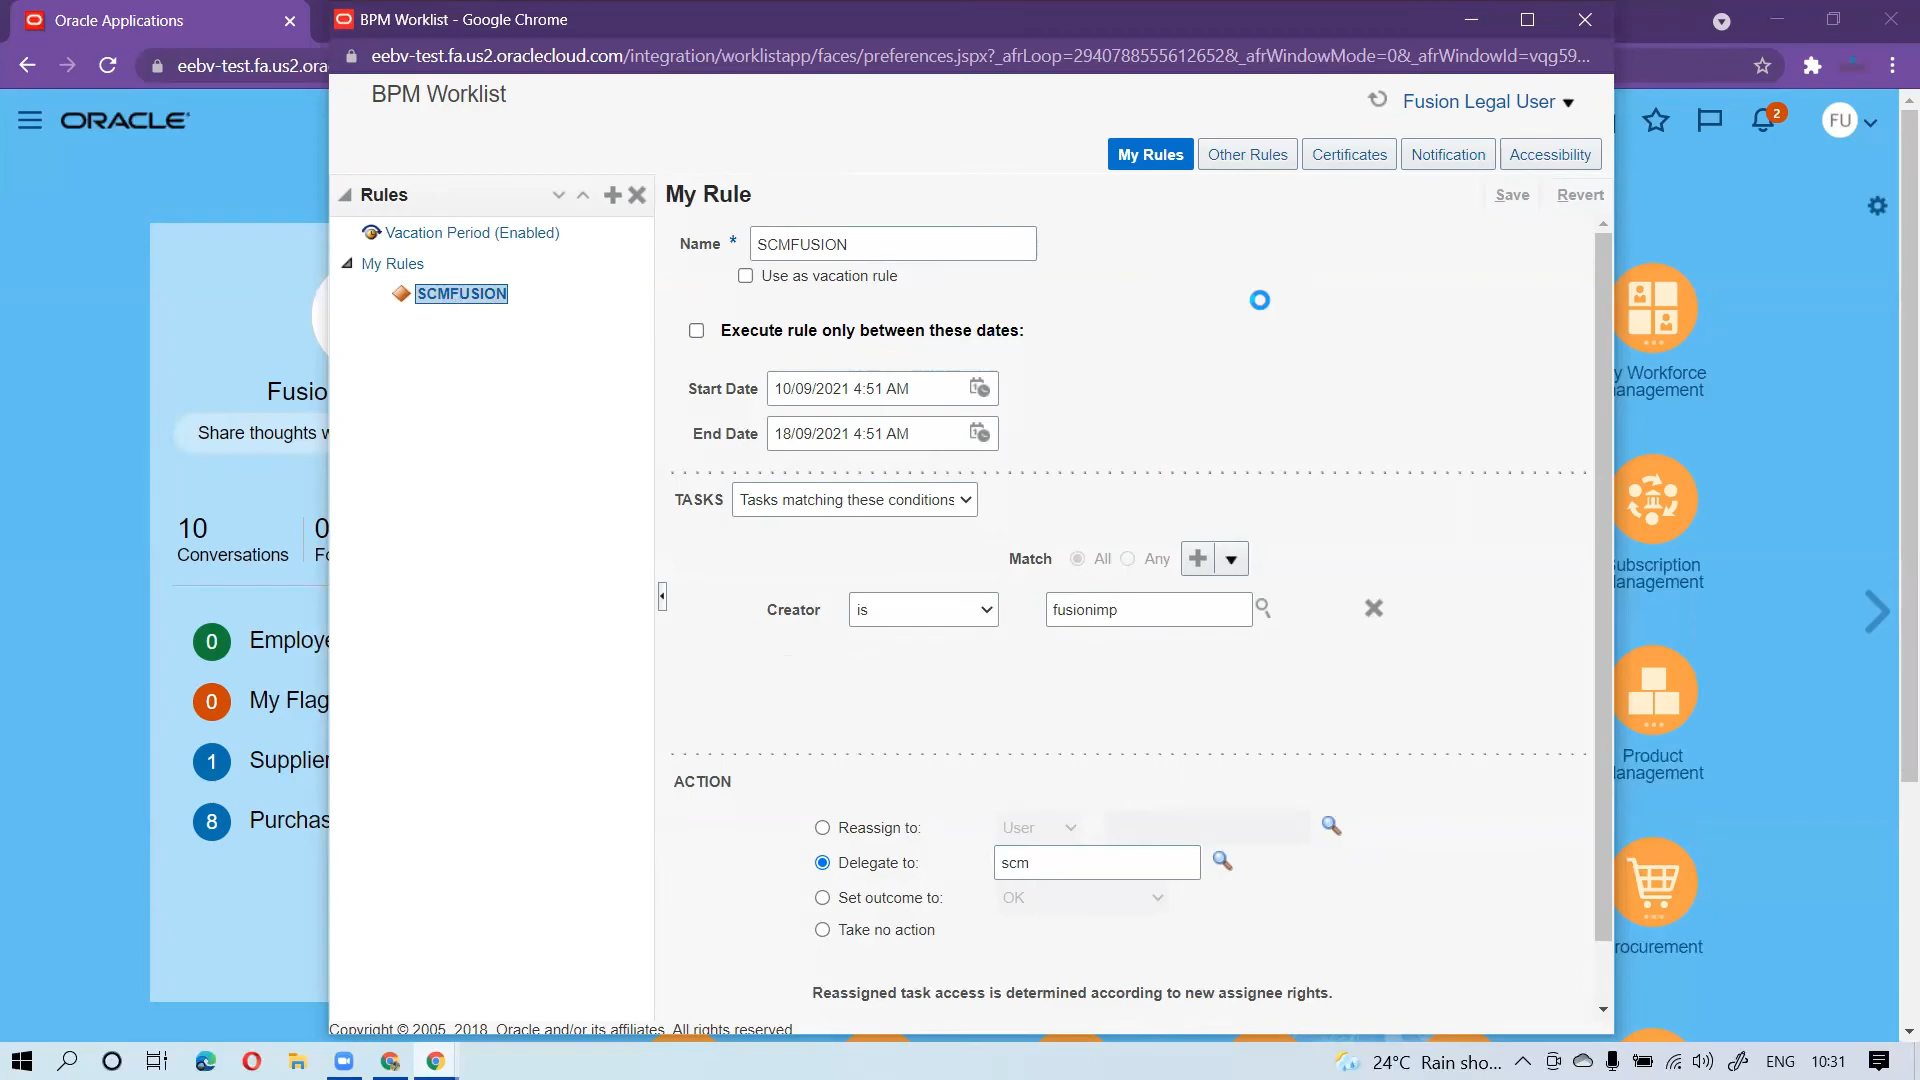 Oracle Applications
BPM Worklist - Google Chrome
eebv-test.fa.us2.ora
eebv-test.fa.us2.oraclecloud.com/integration/worklistapp/faces/preferences.jspx?_afrLoop=29407885556126528&_afrWindowMode=0&_afrWindowId=vqg59...
ORACLE
2
FU
BPM Worklist
Fusion Legal User
My Rules
Other Rules
Certificates
Notification
Accessibility
Rules
Vacation Period (Enabled)
My Rules
SCMFUSION
My Rule
Save
Revert
Name *
SCMFUSION
Use as vacation rule
Execute rule only between these dates:
Start Date
10/09/2021 4:51 AM
End Date
18/09/2021 4:51 AM
TASKS
Tasks matching these conditions
Match
All
Any
Creator
is
fusionimp
ACTION
Reassign to:
User
Delegate to:
scm
Set outcome to:
OK
Take no action
Reassigned task access is determined according to new assignee rights.
Copyright © 2005, 2018, Oracle and/or its affiliates. All rights reserved
Fusio
Share thoughts w
10
Conversations
0
Fo
0 Employe
0 My Flag
1 Supplier
8 Purchas
y Workforce
anagement
ubscription
anagement
Product
anagement
rocurement
24°C Rain sho...
ENG
10:31